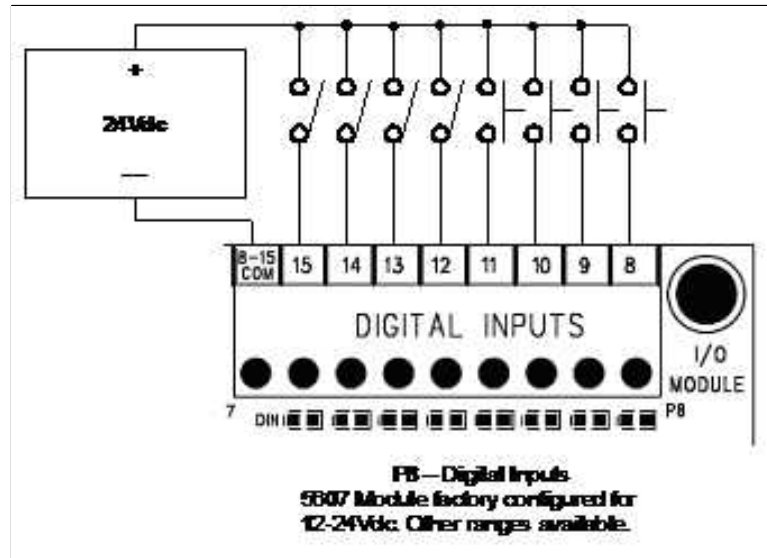 +
24Vdc
—
8-15 COM 15 14 13 12 11 10 9 8
DIGITAL INPUTS
I/O
MODULE
7 DIN P8
P8 – Digital Inputs
5607 Module factory configured for
12-24Vdc. Other ranges available.